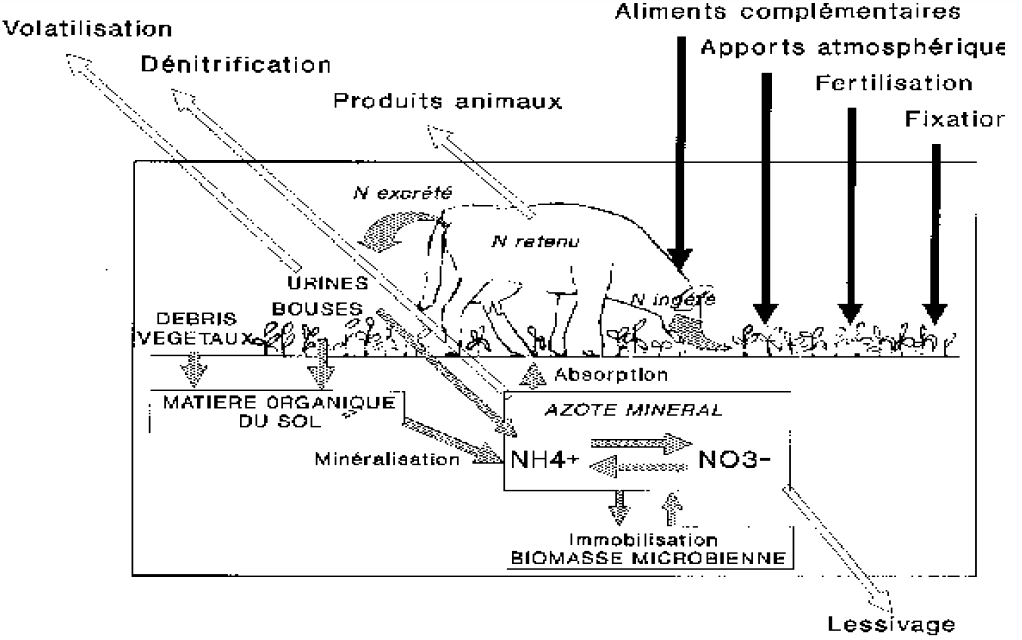 Aliments complémentaires
Volatilisation
Apports atmosphérique
Dénitrification
Fertilisation
Produits animaux
Fixation
N excrété
N retenu
URINES
N ingéré
BOUSES
DEBRIS
VEGETAUX
Absorption
MATIERE ORGANIQUE
DU SOL
AZOTE MINERAL
Minéralisation
NH4+
NO3-
Immobilisation
BIOMASSE MICROBIENNE
Lessivage